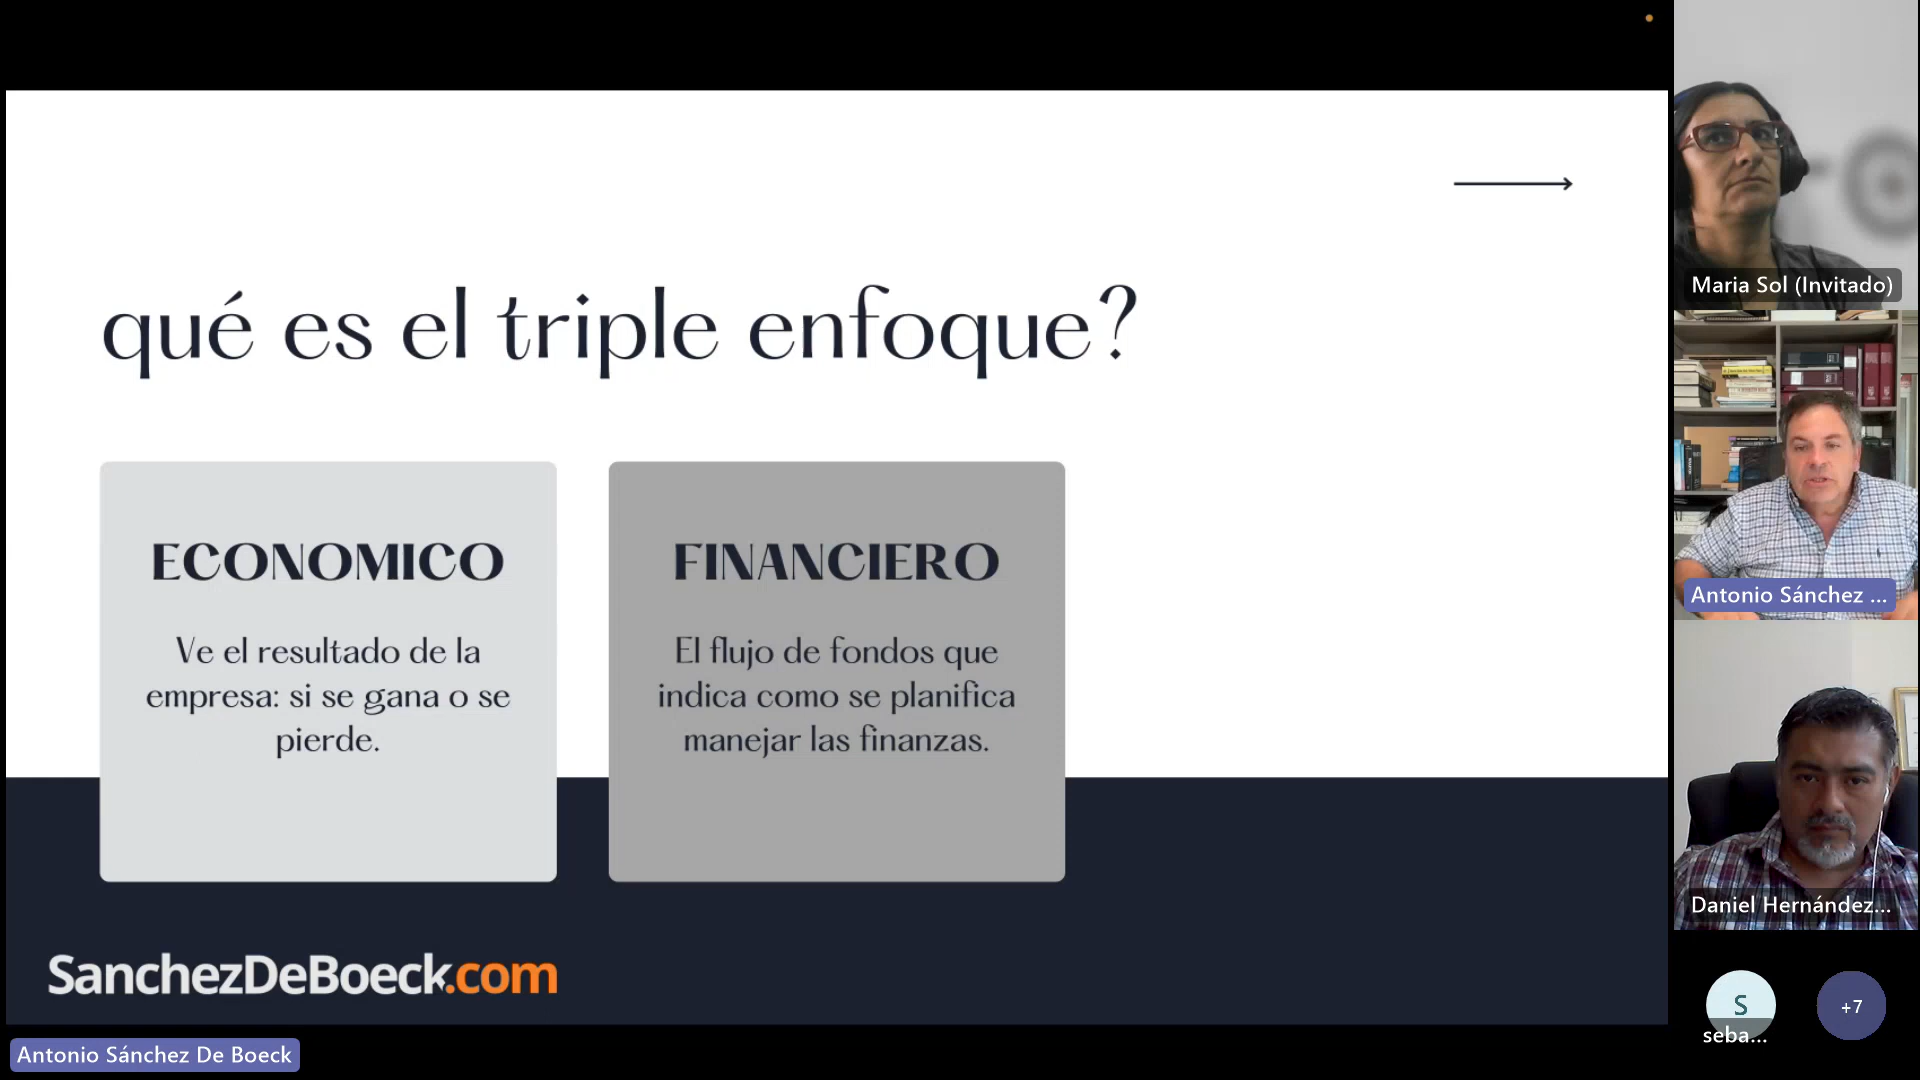 qué es el triple enfoque?
ECONOMICO
Ve el resultado de la
empresa: si se gana o se
pierde.
FINANCIERO
El flujo de fondos que
indica como se planifica
manejar las finanzas.
SanchezDeBoeck.com
Antonio Sánchez De Boeck
Maria Sol (Invitado)
Antonio Sánchez ...
Daniel Hernández...
S
seba...
+7